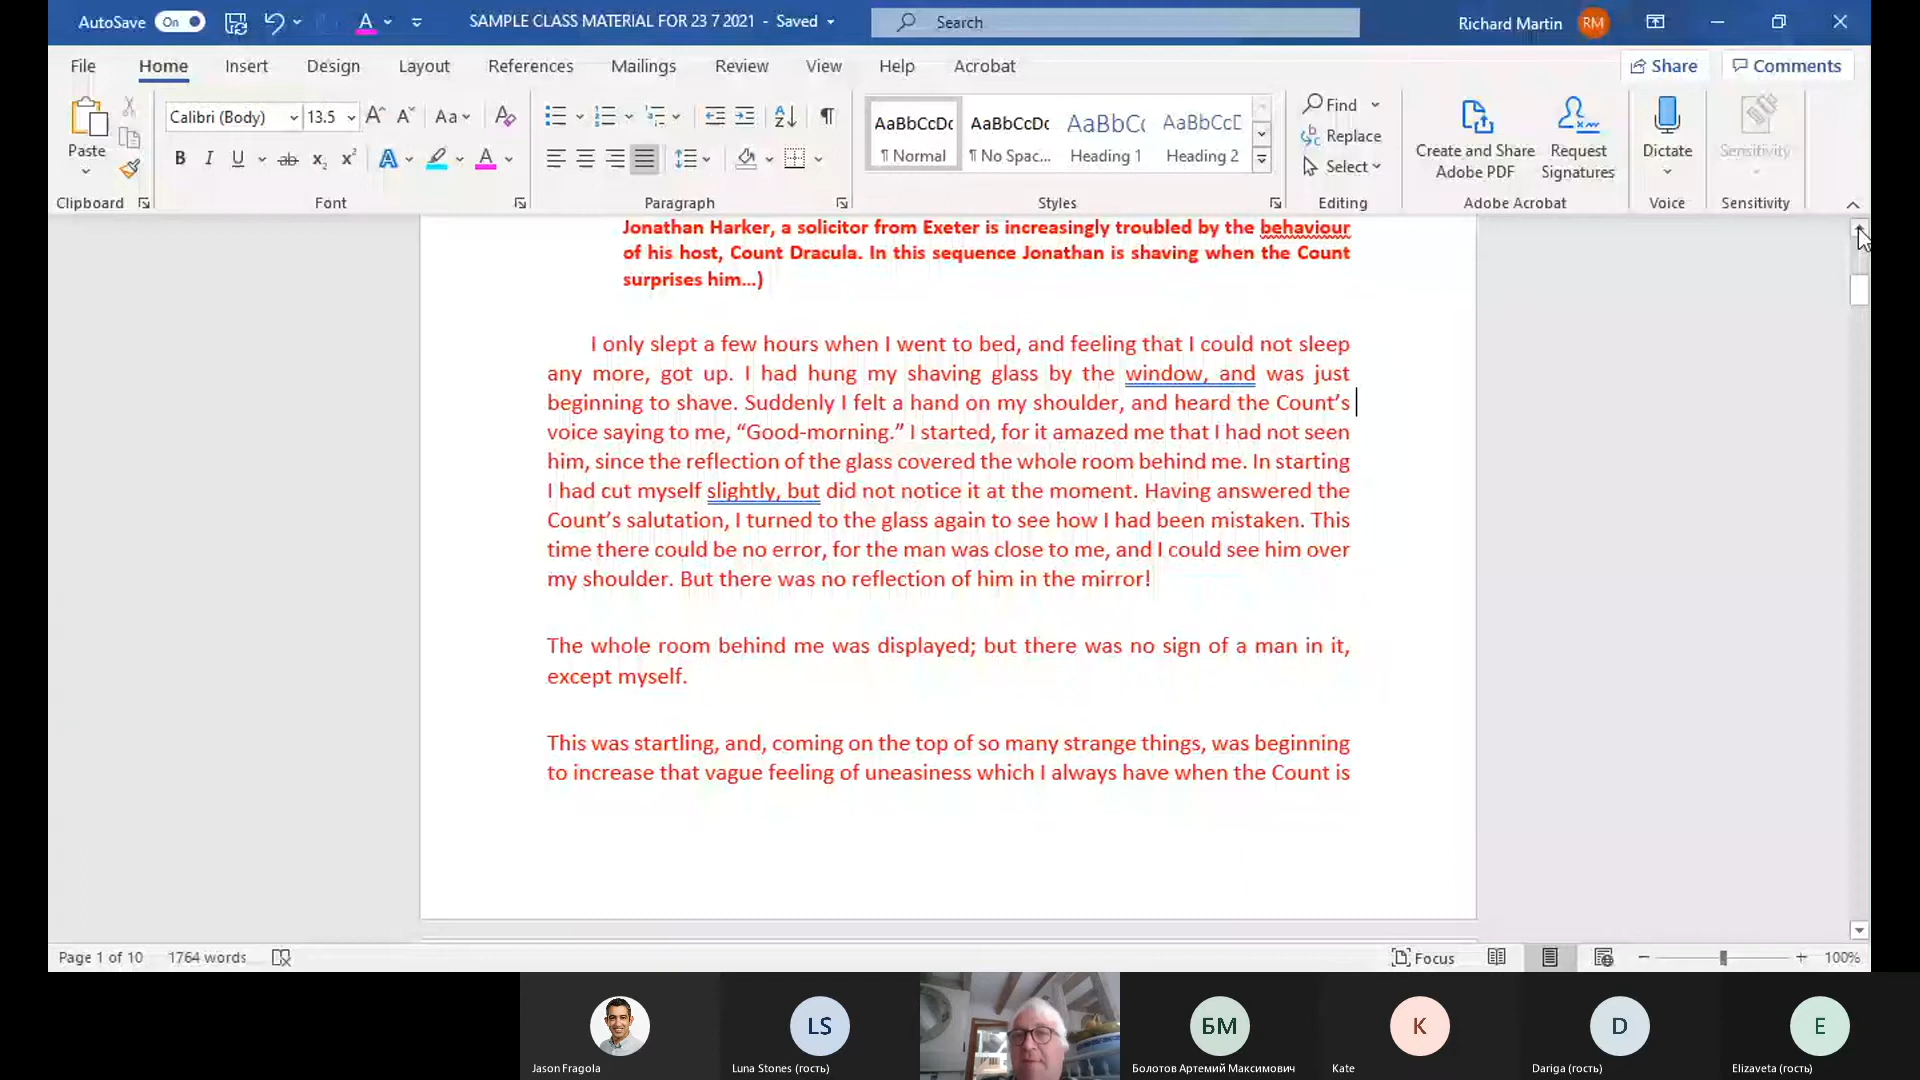 AutoSave On A SAMPLE CLASS MATERIAL FOR 23 7 2021 - Saved Search Richard Martin RM
File Home Insert Design Layout References Mailings Review View Help Acrobat Share Comments
Paste
Clipboard
Calibri (Body) 13.5 Aa
B I U ab x₂ x² A A
Font
Paragraph
AaBbCcDc AaBbCcDc AaBbC AaBbCcD
¶ Normal ¶ No Spac... Heading 1 Heading 2
Styles
Find
Replace
Select
Editing
Create and Share Adobe PDF
Request Signatures
Adobe Acrobat
Dictate
Voice
Sensitivity
Sensitivity
Jonathan Harker, a solicitor from Exeter is increasingly troubled by the behaviour
of his host, Count Dracula. In this sequence Jonathan is shaving when the Count
surprises him...)
I only slept a few hours when I went to bed, and feeling that I could not sleep
any more, got up. I had hung my shaving glass by the window, and was just
beginning to shave. Suddenly I felt a hand on my shoulder, and heard the Count’s
voice saying to me, “Good-morning.” I started, for it amazed me that I had not seen
him, since the reflection of the glass covered the whole room behind me. In starting
I had cut myself slightly, but did not notice it at the moment. Having answered the
Count’s salutation, I turned to the glass again to see how I had been mistaken. This
time there could be no error, for the man was close to me, and I could see him over
my shoulder. But there was no reflection of him in the mirror!
The whole room behind me was displayed; but there was no sign of a man in it,
except myself.
This was startling, and, coming on the top of so many strange things, was beginning
to increase that vague feeling of uneasiness which I always have when the Count is
Page 1 of 10 1764 words Focus 100%
LS БМ K D E
Jason Fragola Luna Stones (гость) Болотов Артемий Максимович Kate Dariga (гость) Elizaveta (гость)